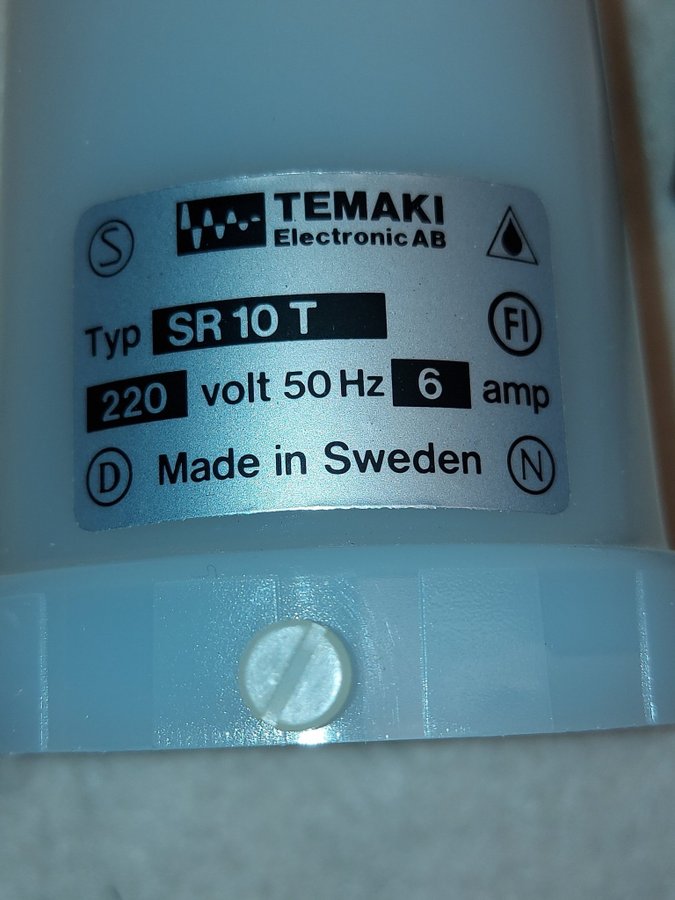 TEMAKI
Electronic AB
S
Typ SR 10 T
FI
220 volt 50 Hz 6 amp
D Made in Sweden N